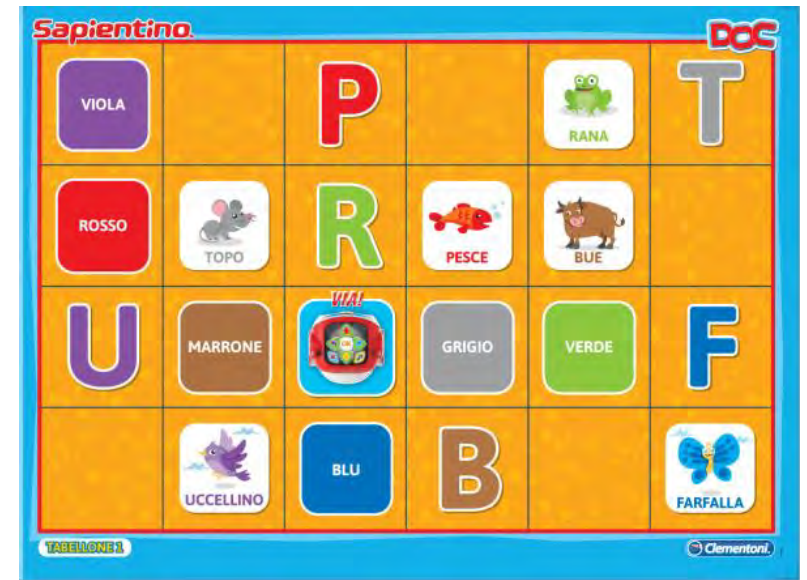 Sapientino.
DOC
VIOLA
P
RANA
T
ROSSO
TOPO
R
PESCE
BUE
U
MARRONE
VIA!
GRIGIO
VERDE
F
UCCELLINO
BLU
B
FARFALLA
TABELLONE 1
Clementoni.